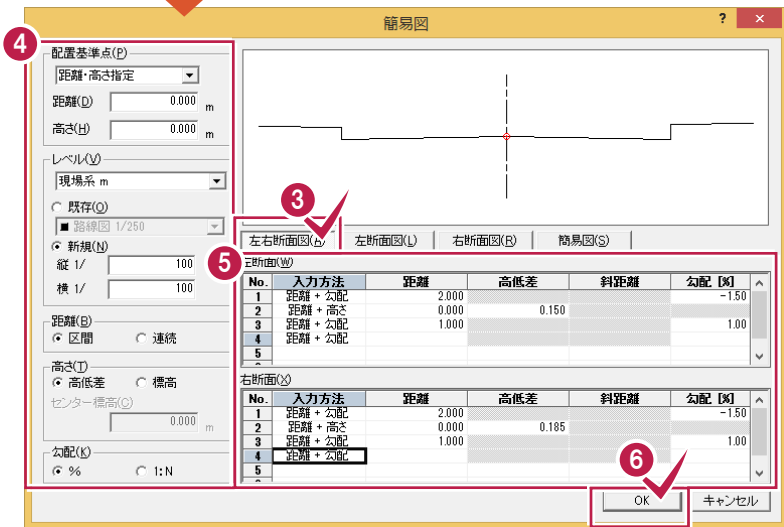 簡易図
? ×
4
配置基準点(P)
距離・高さ指定
距離(D) 0.000 m
高さ(H) 0.000 m
レベル(V)
現場系 m
既存(O)
■ 路線図 1/250
新規(N)
縦 1/ 100
横 1/ 100
距離(B)
区間 連続
高さ(T)
高低差 標高
センター標高(C)
0.000 m
勾配(K)
% 1:N
3
左右断面図 左断面図(L) 右断面図(R) 簡易図(S)
5
左断面(W)
No. 入力方法 距離 高低差 斜距離 勾配 [%]
1 距離 + 勾配 2.000 -1.50
2 距離 + 高さ 0.000 0.150
3 距離 + 勾配 1.000 1.00
4 距離 + 勾配
5
右断面(X)
No. 入力方法 距離 高低差 斜距離 勾配 [%]
1 距離 + 勾配 2.000 -1.50
2 距離 + 高さ 0.000 0.185
3 距離 + 勾配 1.000 1.00
4 距離 + 勾配
5
6
OK キャンセル